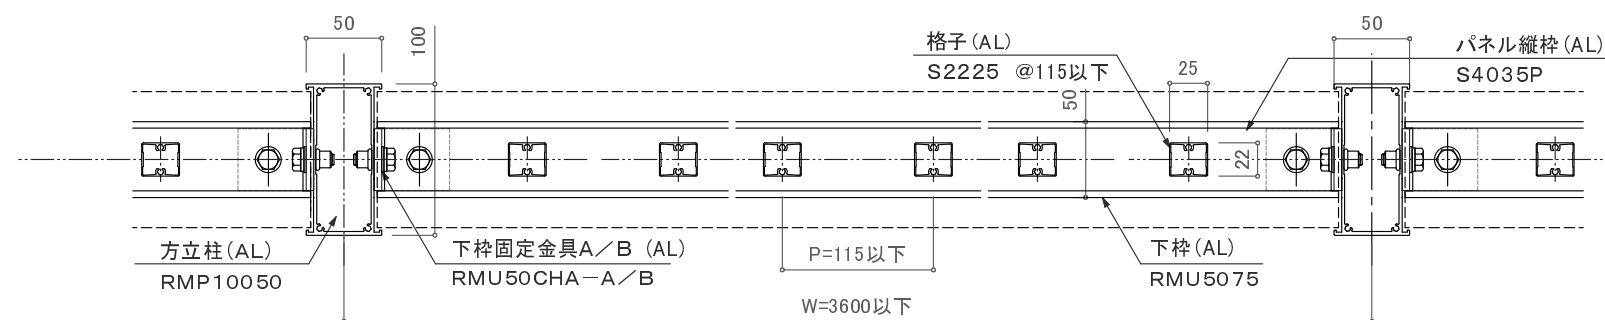 50
100
格子(AL)
S2225 @115以下
25
50
22
50
パネル縦枠(AL)
S4035P
方立柱(AL)
RMP10050
下枠固定金具A/B (AL)
RMU50CHA-A/B
P=115以下
W=3600以下
下枠(AL)
RMU5075